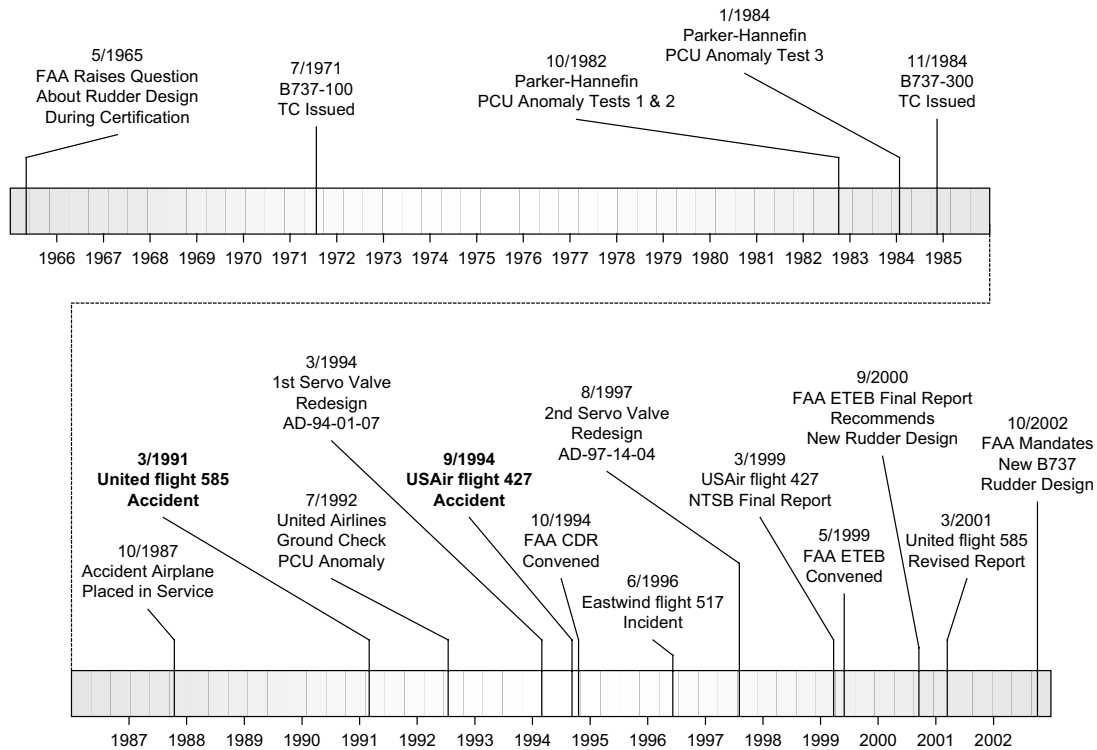 5/1965
FAA Raises Question
About Rudder Design
During Certification
7/1971
B737-100
TC Issued
10/1982
Parker-Hannefin
PCU Anomaly Tests 1 & 2
1/1984
Parker-Hannefin
PCU Anomaly Test 3
11/1984
B737-300
TC Issued
1966 1967 1968 1969 1970 1971 1972 1973 1974 1975 1976 1977 1978 1979 1980 1981 1982 1983 1984 1985
10/1987
Accident Airplane
Placed in Service
3/1991
United flight 585
Accident
7/1992
United Airlines
Ground Check
PCU Anomaly
3/1994
1st Servo Valve
Redesign
AD-94-01-07
9/1994
USAir flight 427
Accident
10/1994
FAA CDR
Convened
6/1996
Eastwind flight 517
Incident
8/1997
2nd Servo Valve
Redesign
AD-97-14-04
3/1999
USAir flight 427
NTSB Final Report
5/1999
FAA ETEB
Convened
9/2000
FAA ETEB Final Report
Recommends
New Rudder Design
3/2001
United flight 585
Revised Report
10/2002
FAA Mandates
New B737
Rudder Design
1987 1988 1989 1990 1991 1992 1993 1994 1995 1996 1997 1998 1999 2000 2001 2002